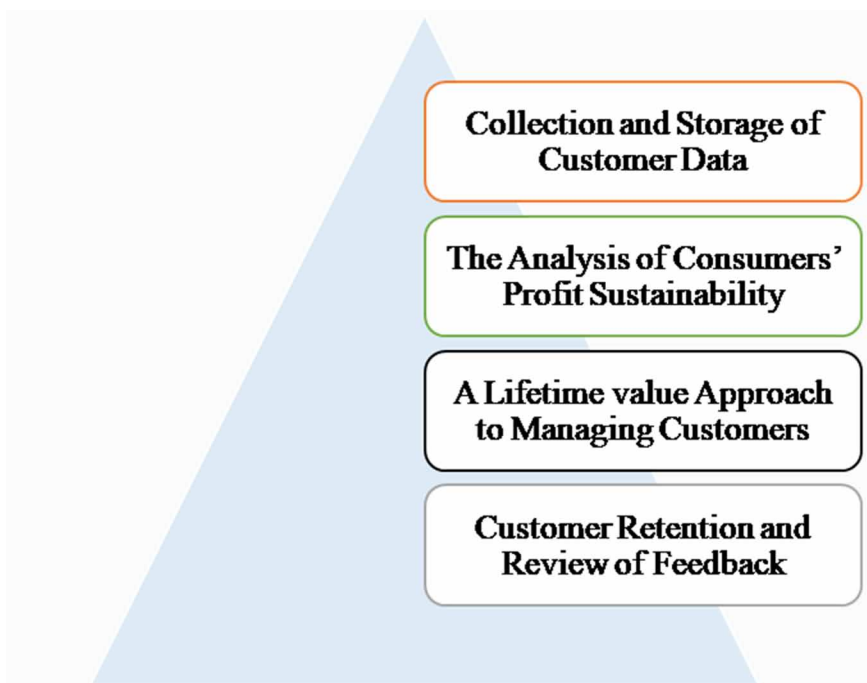 Collection and Storage of
Customer Data
The Analysis of Consumers’
Profit Sustainability
A Lifetime value Approach
to Managing Customers
Customer Retention and
Review of Feedback